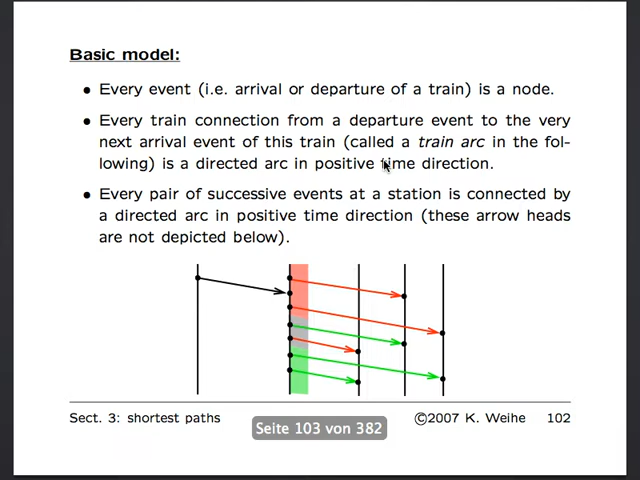 Basic model:
• Every event (i.e. arrival or departure of a train) is a node.
• Every train connection from a departure event to the very
next arrival event of this train (called a train arc in the fol-
lowing) is a directed arc in positive time direction.
• Every pair of successive events at a station is connected by
a directed arc in positive time direction (these arrow heads
are not depicted below).
Sect. 3: shortest paths ©2007 K. Weihe 102
Seite 103 von 382